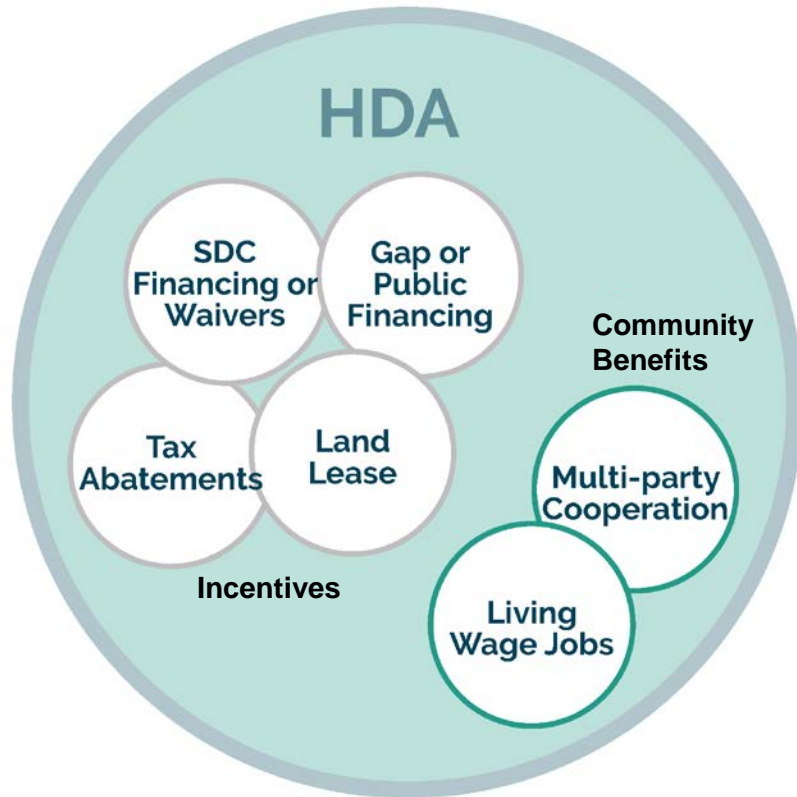 HDA
SDC
Financing or
Waivers
Gap or
Public
Financing
Tax
Abatements
Land
Lease
Incentives
Community
Benefits
Multi-party
Cooperation
Living
Wage Jobs